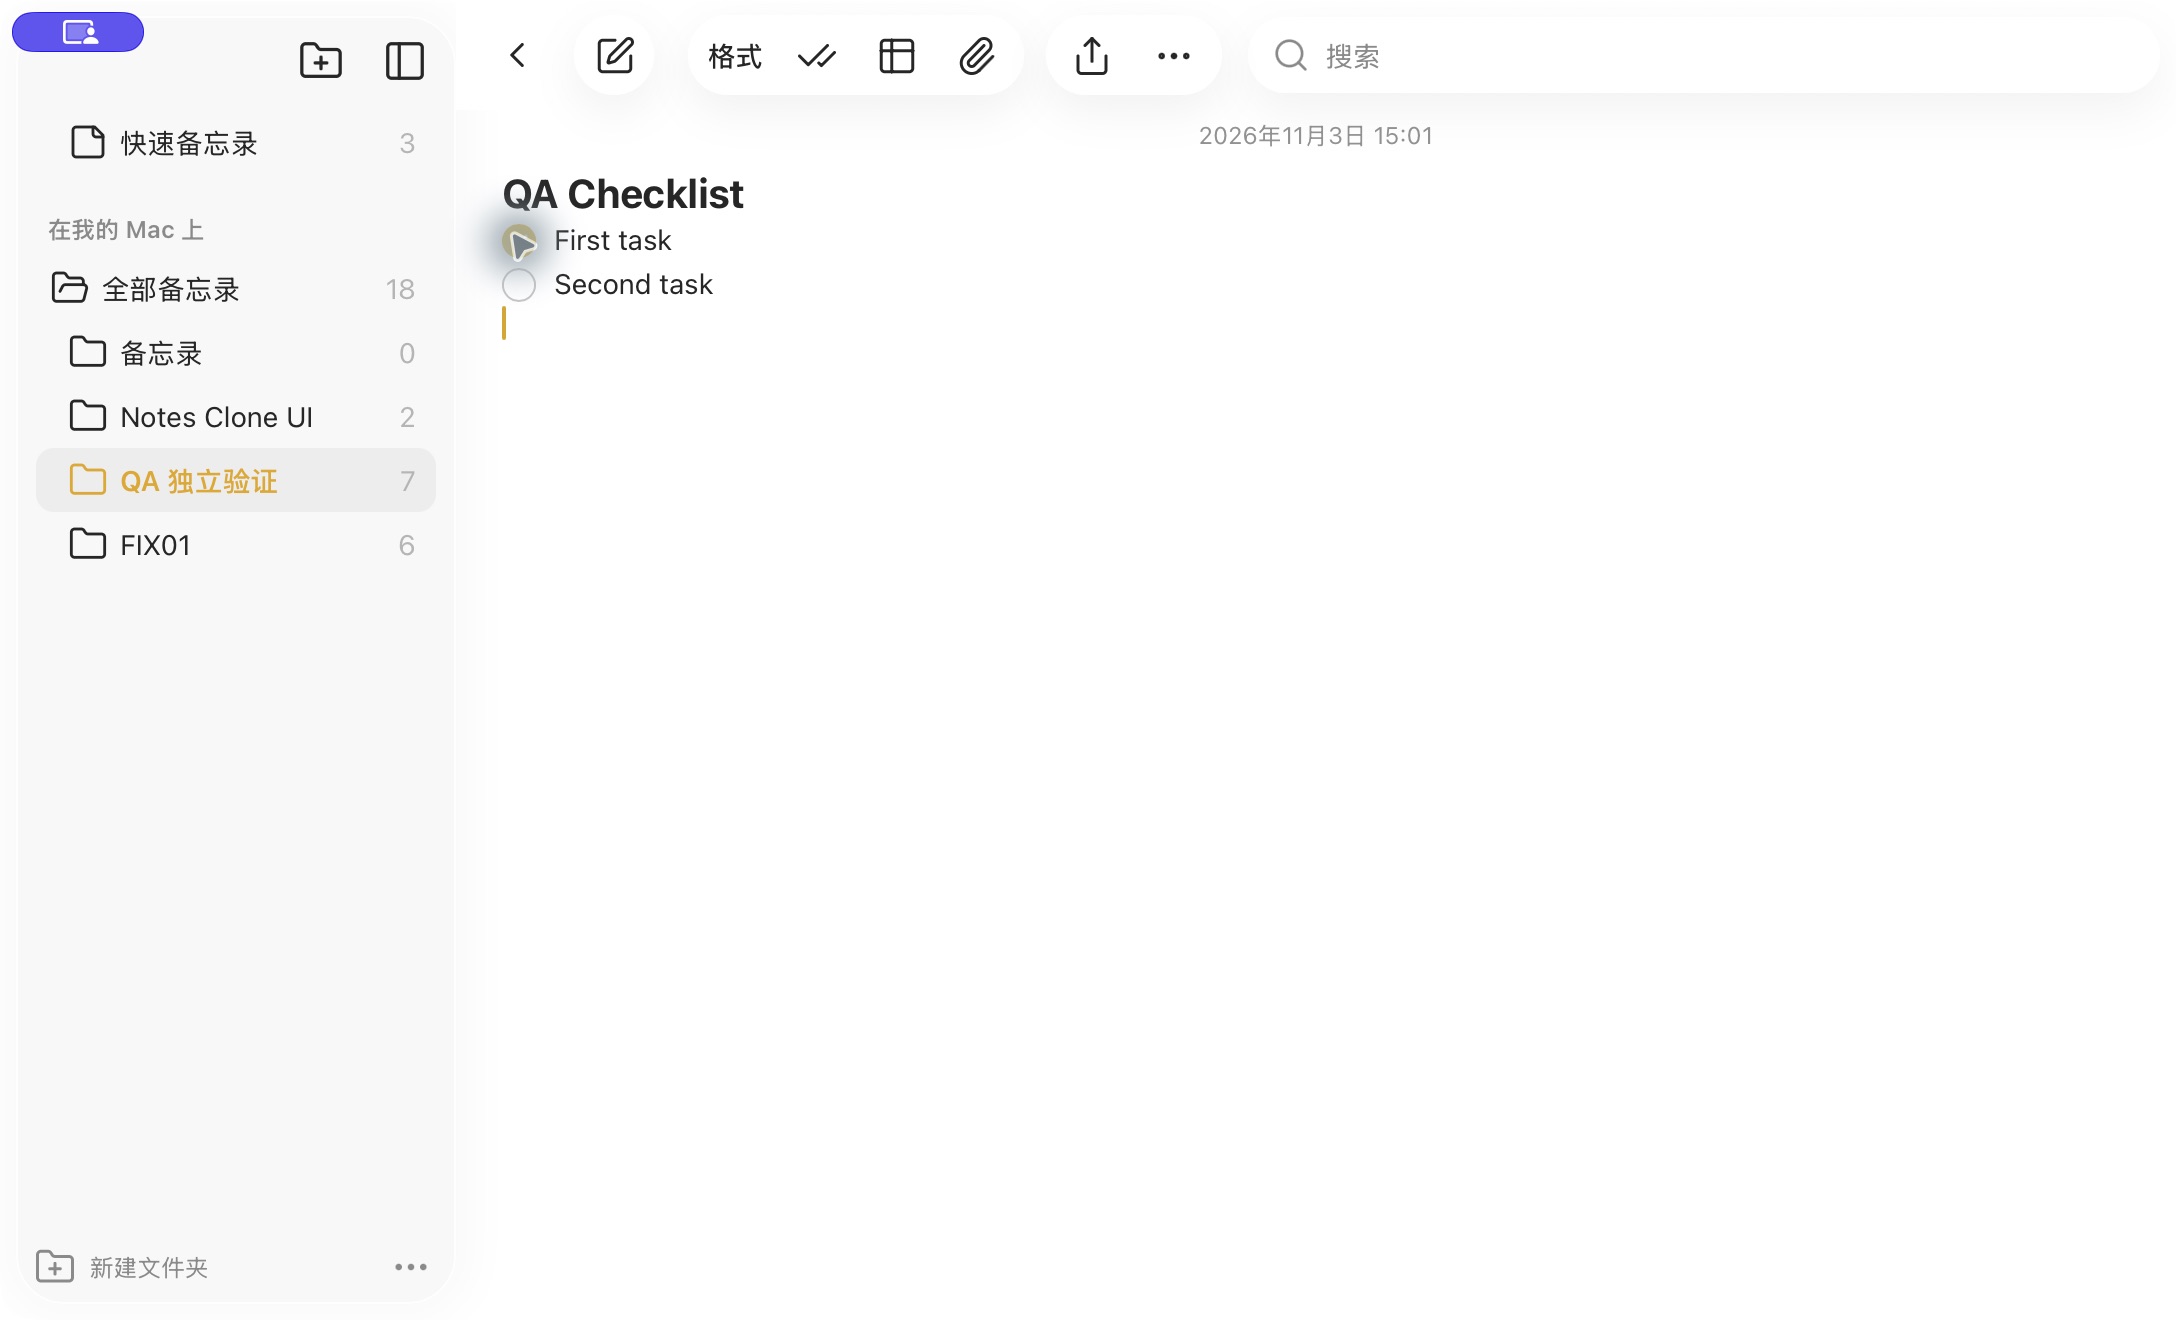 快速备忘录 3
在我的 Mac 上
全部备忘录 18
备忘录 0
Notes Clone UI 2
QA 独立验证 7
FIX01 6
新建文件夹
格式
搜索
2026年11月3日 15:01
QA Checklist
First task
Second task